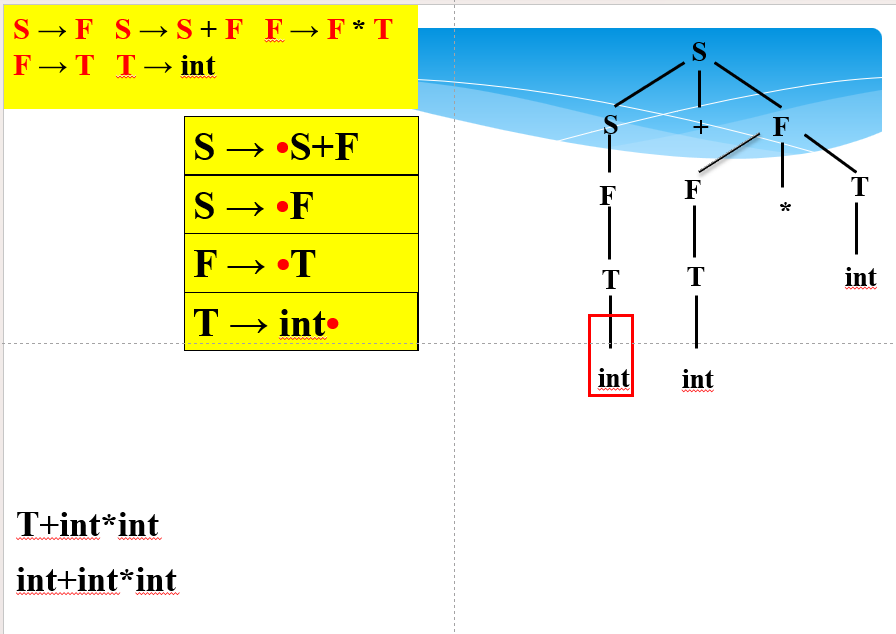 S → F S → S + F F → F * T
F → T T → int
S → •S+F
S → •F
F → •T
T → int•
T+int*int
int+int*int
S
S + F
F F * T
T T int
int int